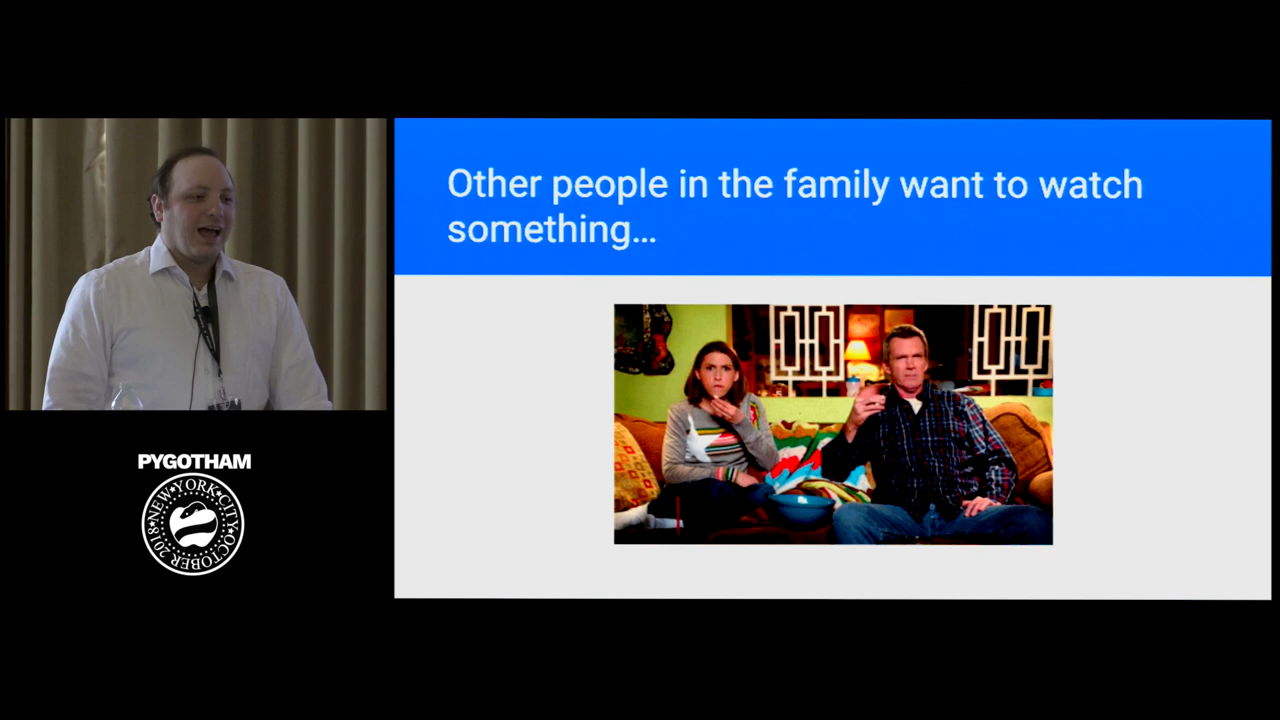 Other people in the family want to watch
something...
PYGOTHAM
NEW·YORK·CITY·OCTOBER 2018